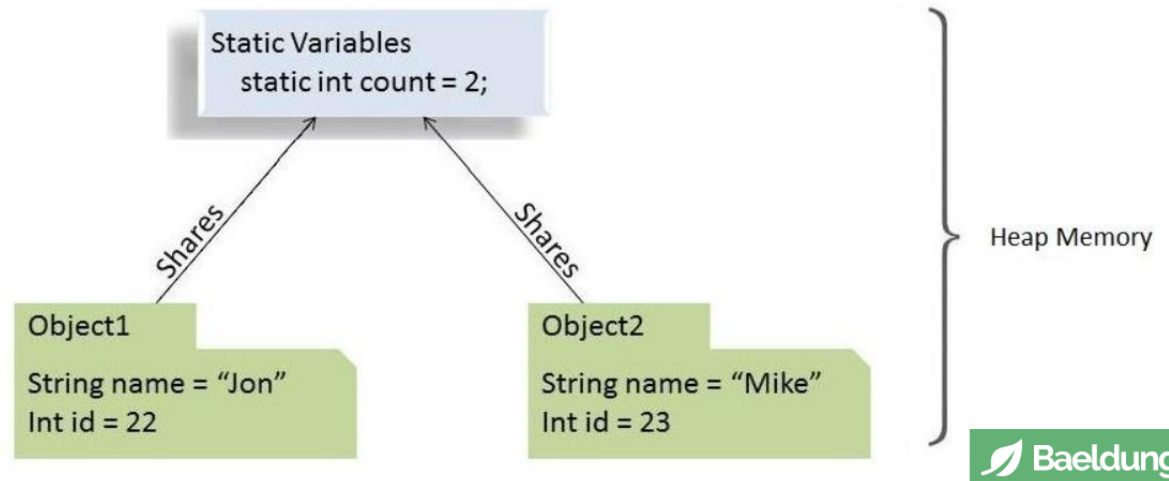 Static Variables
static int count = 2;
Shares
Shares
Heap Memory
Object1
String name = “Jon”
Int id = 22
Object2
String name = “Mike”
Int id = 23
Baeldung